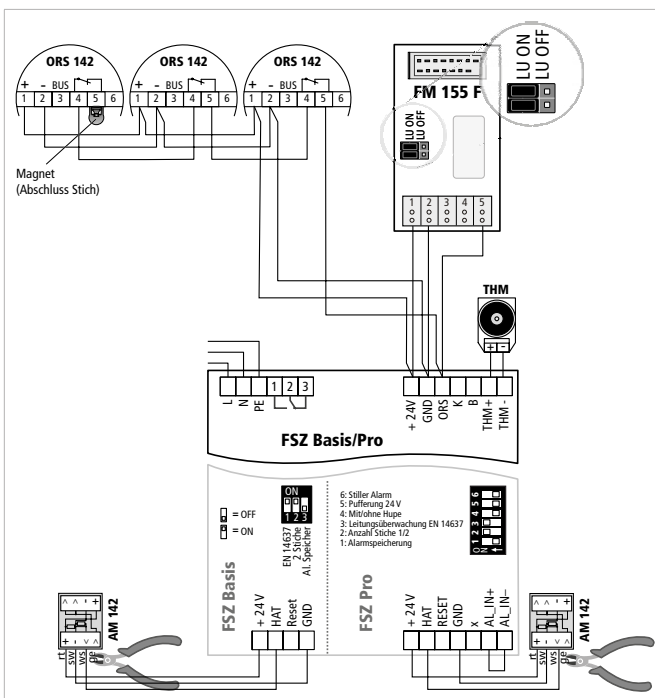 ORS 142 ORS 142 ORS 142
+ - BUS + - BUS + - BUS
1 2 3 4 5 6 1 2 3 4 5 6 1 2 3 4 5 6
Magnet
(Abschluss Stich)
FM 155 F
LU ON
LU OFF
LU ON
LU OFF
1 2 3 4 5
THM
+ -
L N PE 1 2 3
+ 24V GND ORS K B THM+ THM -
FSZ Basis/Pro
= OFF
= ON
ON
1 2 3
EN 14637
2 Stiche
Al. Speicher
FSZ Basis
+ 24 V HAT Reset GND
6: Stiller Alarm
5: Pufferung 24 V
4: Mit/ohne Hupe
3: Leitungsüberwachung EN 14637
2: Anzahl Stiche 1/2
1: Alarmspeicherung
ON
1 2 3 4 5 6
FSZ Pro
+ 24 V HAT RESET GND x AL_IN+ AL_IN–
AM 142
rt sw ws ge
AM 142
rt sw ws ge